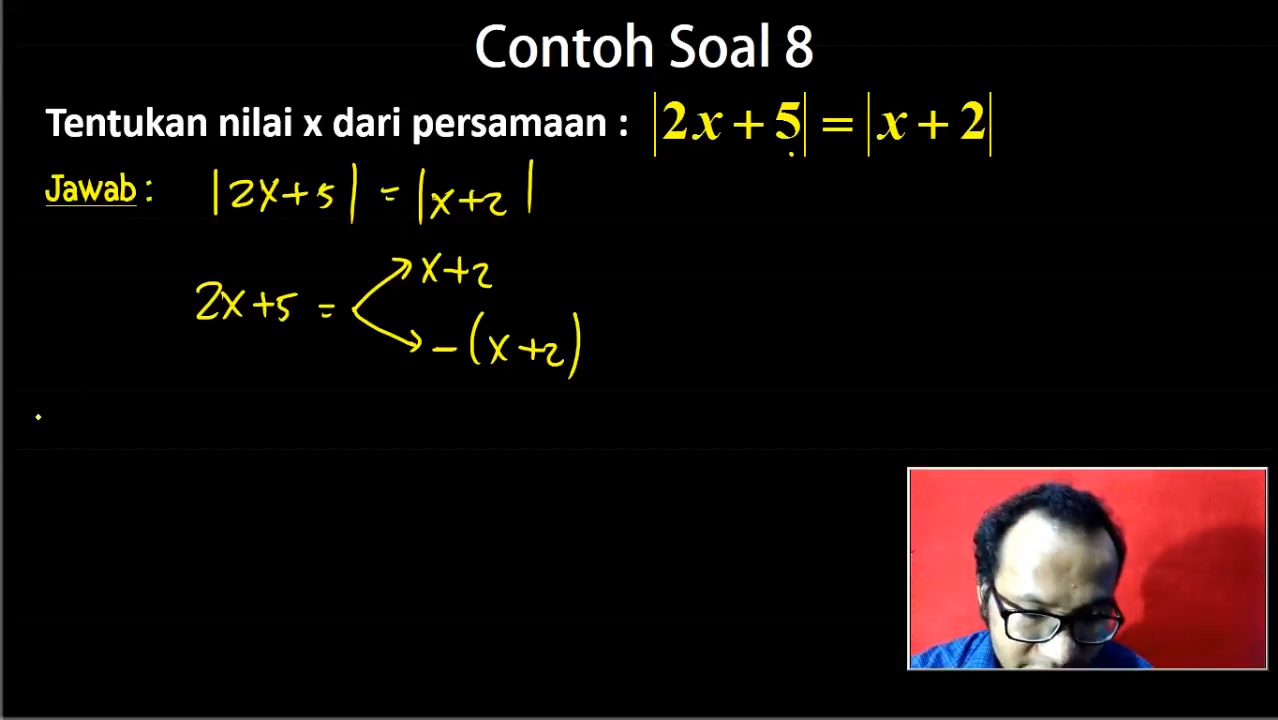 Contoh Soal 8
Tentukan nilai x dari persamaan : |2x + 5| = |x + 2|
Jawab : |2x+5| = |x+2|
x+2
2x+5 =
-(x+2)